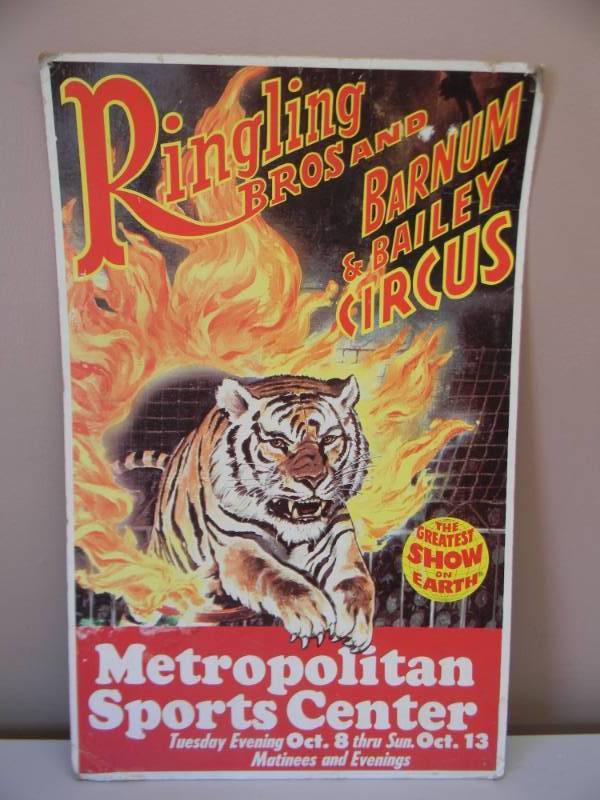 Ringling
BROS AND
BARNUM
& BAILEY
CIRCUS
THE
GREATEST
SHOW
ON
EARTH
Metropolitan
Sports Center
Tuesday Evening Oct. 8 thru Sun. Oct. 13
Matinees and Evenings